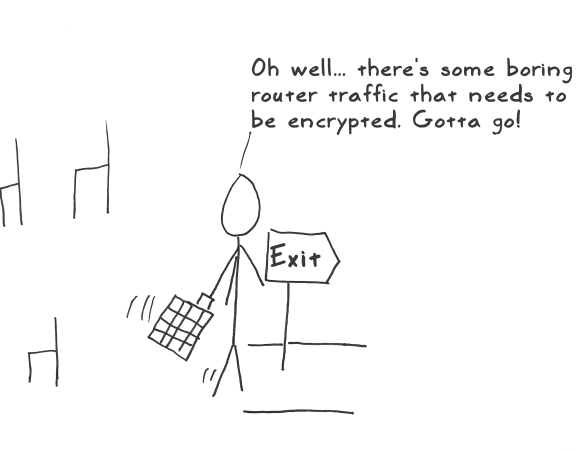 Oh well... there's some boring
router traffic that needs to
be encrypted. Gotta go!
Exit